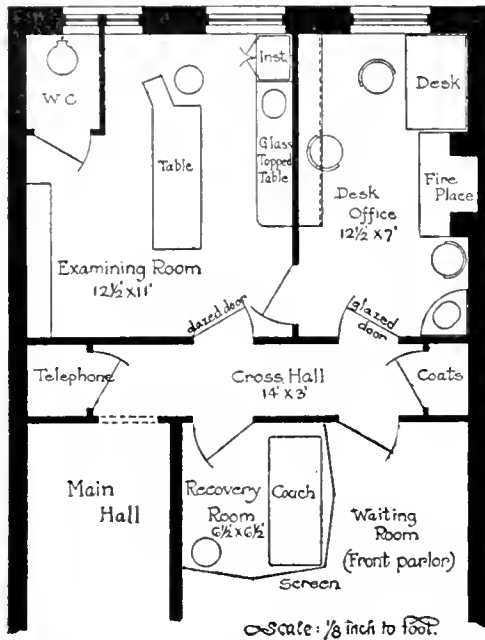 WC
Inst.
Desk
Table
Glass
Topped
Table
Fire
Place
Desk
Office
12½ x 7'
Examining Room
12½' x 11'
glazed door
glazed
door
Telephone
Cross Hall
14' x 3'
Coats
Main
Hall
Recovery
Room
6½' x 6½'
Couch
Waiting
Room
(Front parlor)
Screen
Scale: 1/8 inch to foot.